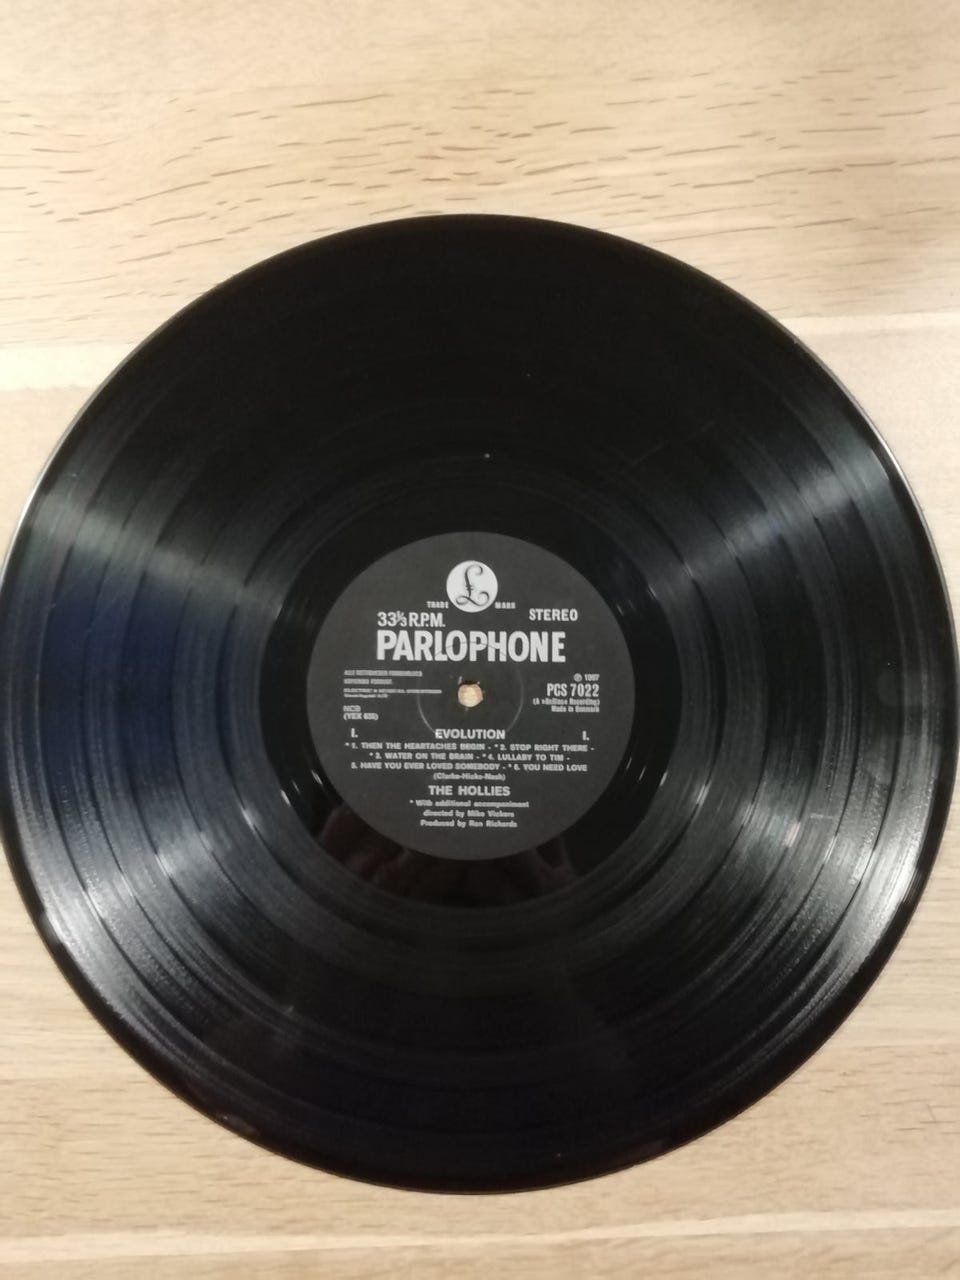 £
TRADE MARK
33⅓ R.P.M. STEREO
PARLOPHONE
℗ 1967
PCS 7022
Made in Denmark
NCB
(YEX 635)
I. EVOLUTION I.
* 1. THEN THE HEARTACHES BEGIN - * 2. STOP RIGHT THERE -
* 3. WATER ON THE BRAIN - * 4. LULLABY TO TIM -
5. HAVE YOU EVER LOVED SOMEBODY - * 6. YOU NEED LOVE
(Clarke-Hicks-Nash)
THE HOLLIES
* With additional accompaniment
directed by Mike Vickers
Produced by Ron Richards